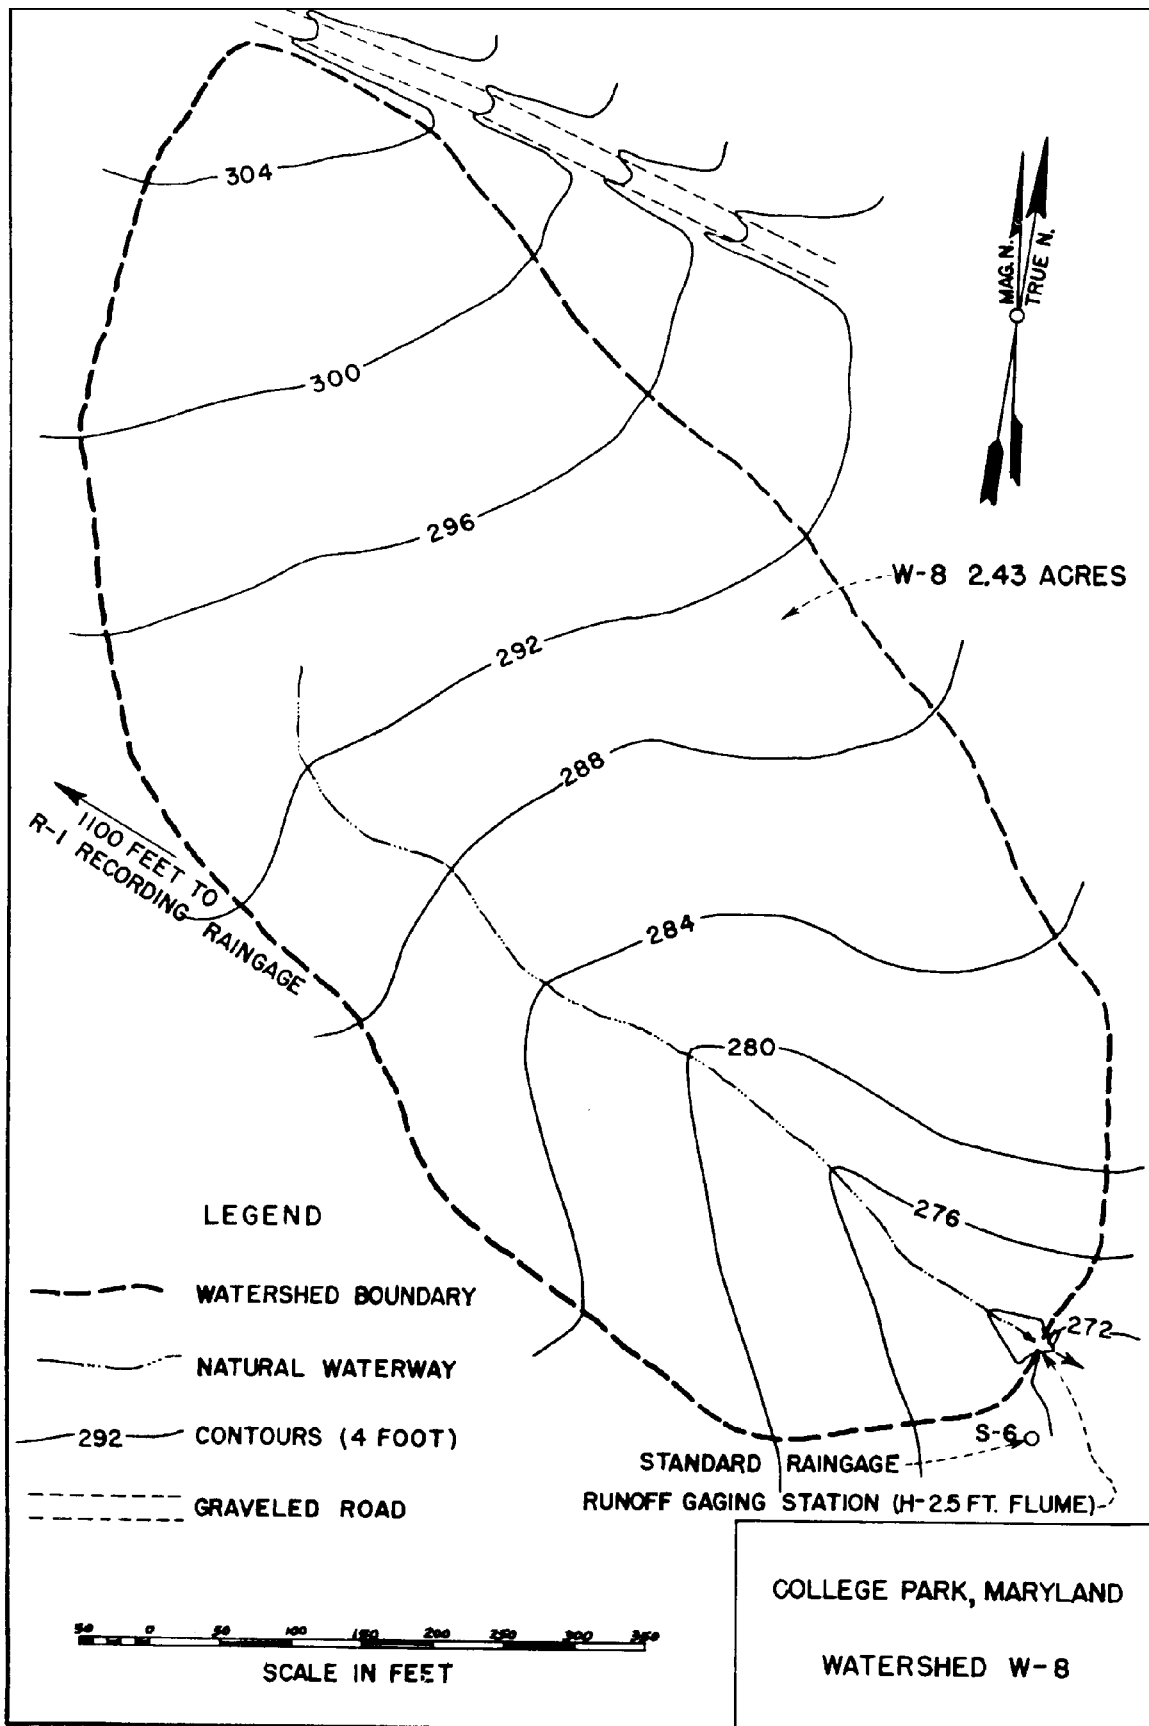 304
MAG. N.
TRUE N.
300
296
W-8 2.43 ACRES
292
288
1100 FEET TO
R-1 RECORDING RAINGAGE
284
280
276
272
LEGEND
WATERSHED BOUNDARY
NATURAL WATERWAY
292 CONTOURS (4 FOOT)
GRAVELED ROAD
S-6
STANDARD RAINGAGE
RUNOFF GAGING STATION (H-2.5 FT. FLUME)
50 0 50 100 150 200 250 300 350
SCALE IN FEET
COLLEGE PARK, MARYLAND
WATERSHED W-8